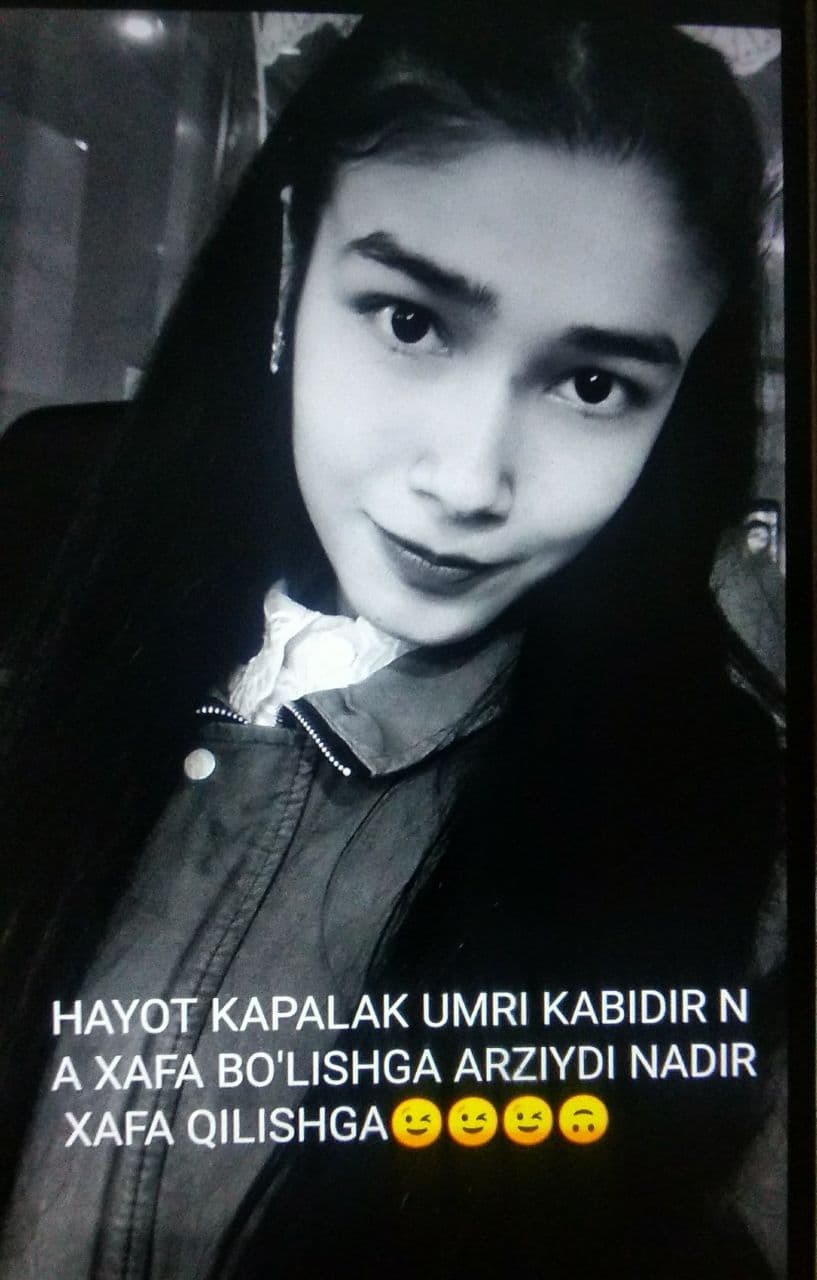 HAYOT KAPALAK UMRI KABIDIR N
A XAFA BO'LISHGA ARZIYDI NADIR
XAFA QILISHGA😉😉😉🙃